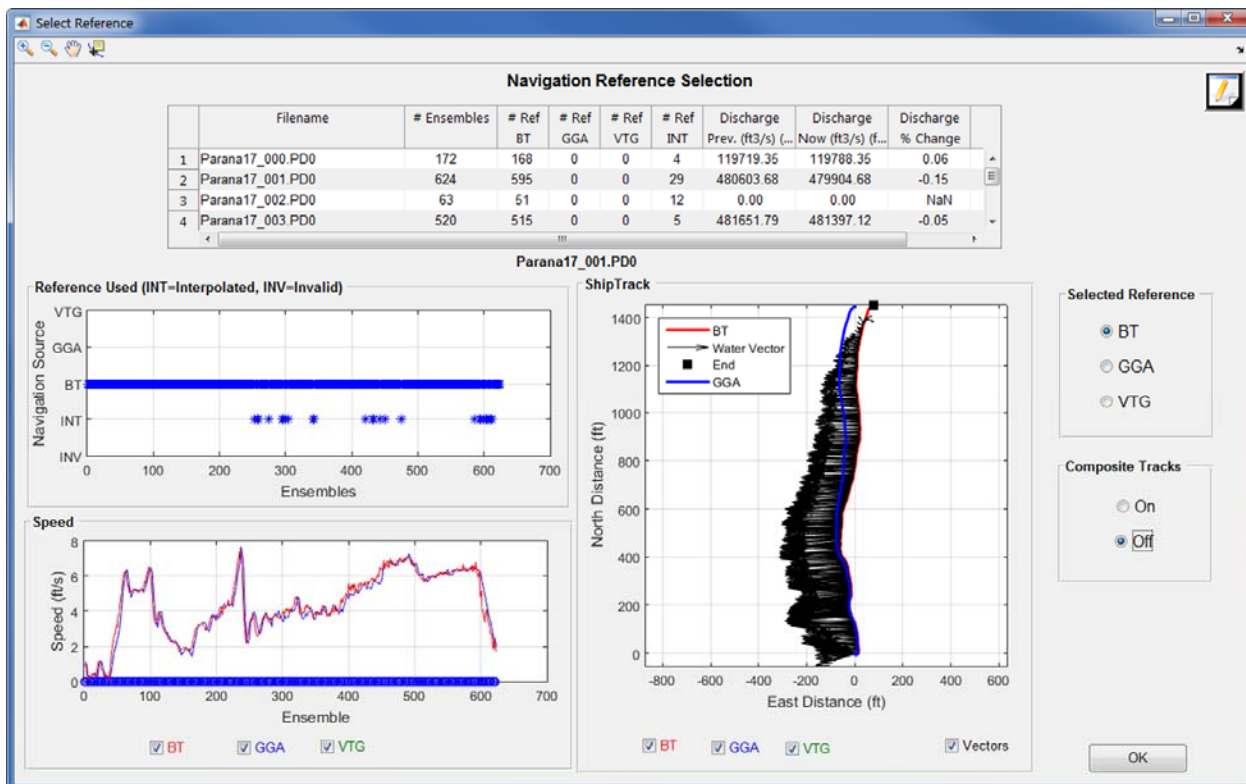 Select Reference
Navigation Reference Selection
Filename # Ensembles # Ref BT # Ref GGA # Ref VTG # Ref INT Discharge Prev. (ft3/s) (... Discharge Now (ft3/s) (f... Discharge % Change
1 Parana17_000.PD0 172 168 0 0 4 119719.35 119788.35 0.06
2 Parana17_001.PD0 624 595 0 0 29 480603.68 479904.68 -0.15
3 Parana17_002.PD0 63 51 0 0 12 0.00 0.00 NaN
4 Parana17_003.PD0 520 515 0 0 5 481651.79 481397.12 -0.05
Parana17_001.PD0
Reference Used (INT=Interpolated, INV=Invalid)
VTG
GGA
BT
INT
INV
Navigation Source
0 100 200 300 400 500 600 700
Ensembles
Speed
8
6
4
2
0
Speed (ft/s)
0 100 200 300 400 500 600 700
Ensemble
BT GGA VTG
ShipTrack
BT
Water Vector
End
GGA
1400
1200
1000
800
600
400
200
0
North Distance (ft)
-800 -600 -400 -200 0 200 400 600
East Distance (ft)
BT GGA VTG Vectors
Selected Reference
BT
GGA
VTG
Composite Tracks
On
Off
OK